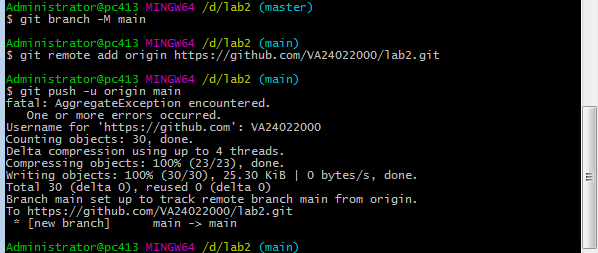 Administrator@pc413 MINGW64 /d/lab2 (master)
$ git branch -M main
Administrator@pc413 MINGW64 /d/lab2 (main)
$ git remote add origin https://github.com/VA24022000/lab2.git
Administrator@pc413 MINGW64 /d/lab2 (main)
$ git push -u origin main
fatal: AggregateException encountered.
   One or more errors occurred.
Username for 'https://github.com': VA24022000
Counting objects: 30, done.
Delta compression using up to 4 threads.
Compressing objects: 100% (23/23), done.
Writing objects: 100% (30/30), 25.30 KiB | 0 bytes/s, done.
Total 30 (delta 0), reused 0 (delta 0)
Branch main set up to track remote branch main from origin.
To https://github.com/VA24022000/lab2.git
 * [new branch]      main -> main
Administrator@pc413 MINGW64 /d/lab2 (main)